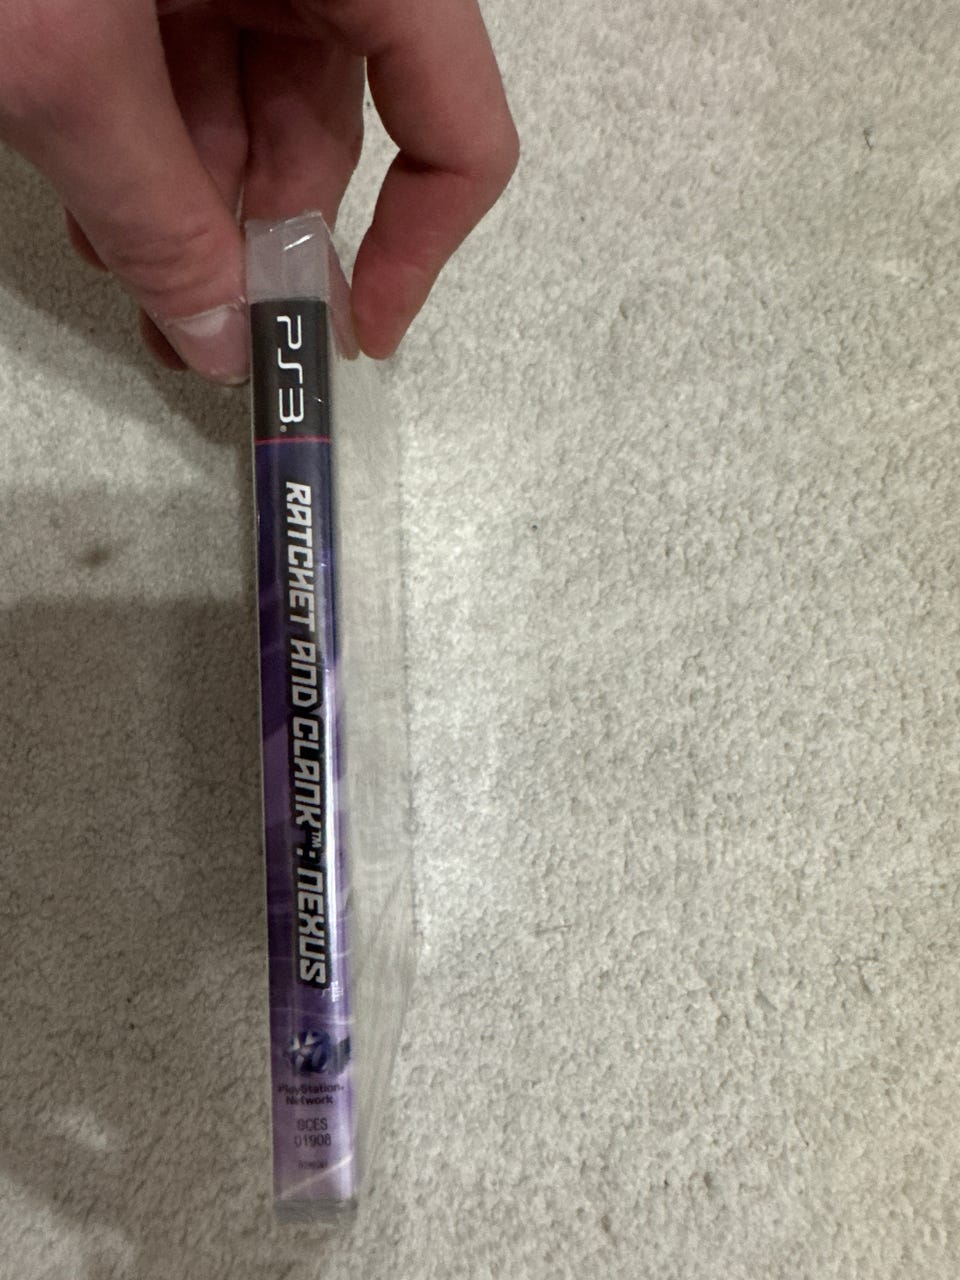 PS3
RATCHET AND CLANK™: NEXUS
PlayStation®
Network
BCES
01908